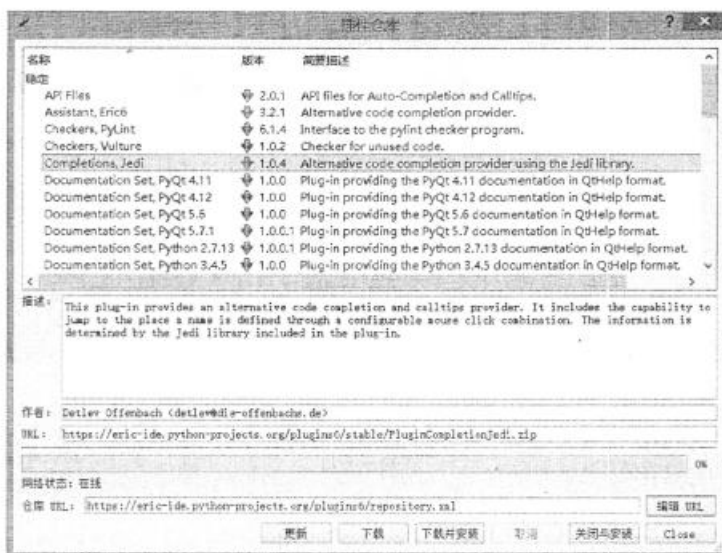 插件仓库
名称 版本 简要描述
稳定
API Files 2.0.1 API files for Auto-Completion and Calltips.
Assistant, Eric6 3.2.1 Alternative code completion provider.
Checkers, PyLint 6.1.4 Interface to the pylint checker program.
Checkers, Vulture 1.0.2 Checker for unused code.
Completions, Jedi 1.0.4 Alternative code completion provider using the Jedi library.
Documentation Set, PyQt 4.11 1.0.0 Plug-in providing the PyQt 4.11 documentation in QtHelp format.
Documentation Set, PyQt 4.12 1.0.0 Plug-in providing the PyQt 4.12 documentation in QtHelp format.
Documentation Set, PyQt 5.6 1.0.0 Plug-in providing the PyQt 5.6 documentation in QtHelp format.
Documentation Set, PyQt 5.7.1 1.0.0.1 Plug-in providing the PyQt 5.7 documentation in QtHelp format.
Documentation Set, Python 2.7.13 1.0.0.1 Plug-in providing the Python 2.7.13 documentation in QtHelp format.
Documentation Set, Python 3.4.5 1.0.0 Plug-in providing the Python 3.4.5 documentation in QtHelp format.
描述：
This plug-in provides an alternative code completion and calltips provider. It includes the capability to
jump to the place a name is defined through a configurable mouse click combination. The information is
determined by the Jedi library included in the plug-in.
作者： Detlev Offenbach <detlev@die-offenbachs.de>
URL： https://eric-ide.python-projects.org/plugins6/stable/PluginCompletionJedi.zip
0%
网络状态：在线
仓库 URL： https://eric-ide.python-projects.org/plugins6/repository.xml 编辑 URL
更新 下载 下载并安装 取消 关闭与安装 Close